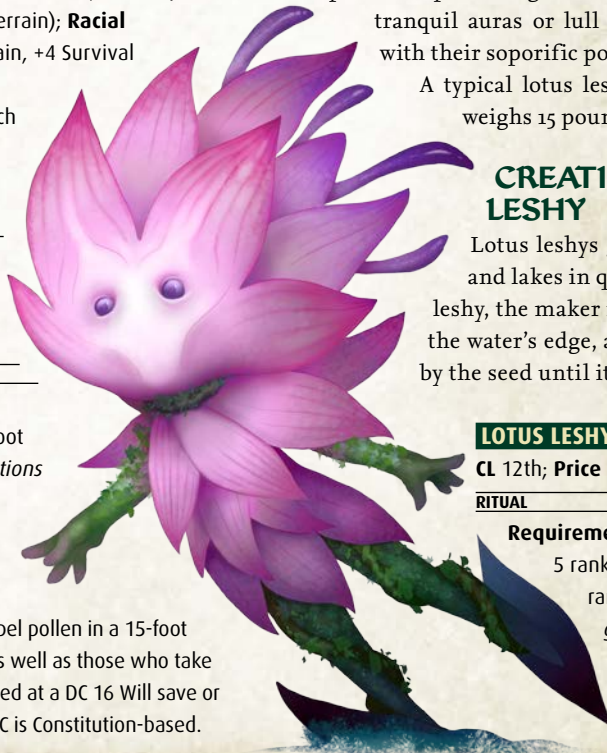 errain); Racial
ain, +4 Survival
ch
oot
tions
pel pollen in a 15-foot
s well as those who take
ed at a DC 16 Will save or
C is Constitution-based.
tranquil auras or lull
with their soporific po
A typical lotus les
weighs 15 poun
CREATI
LESHY
Lotus leshys
and lakes in q
leshy, the maker
the water's edge, a
by the seed until it
LOTUS LESHY
CL 12th; Price
RITUAL
Requireme
5 rank
ra
g